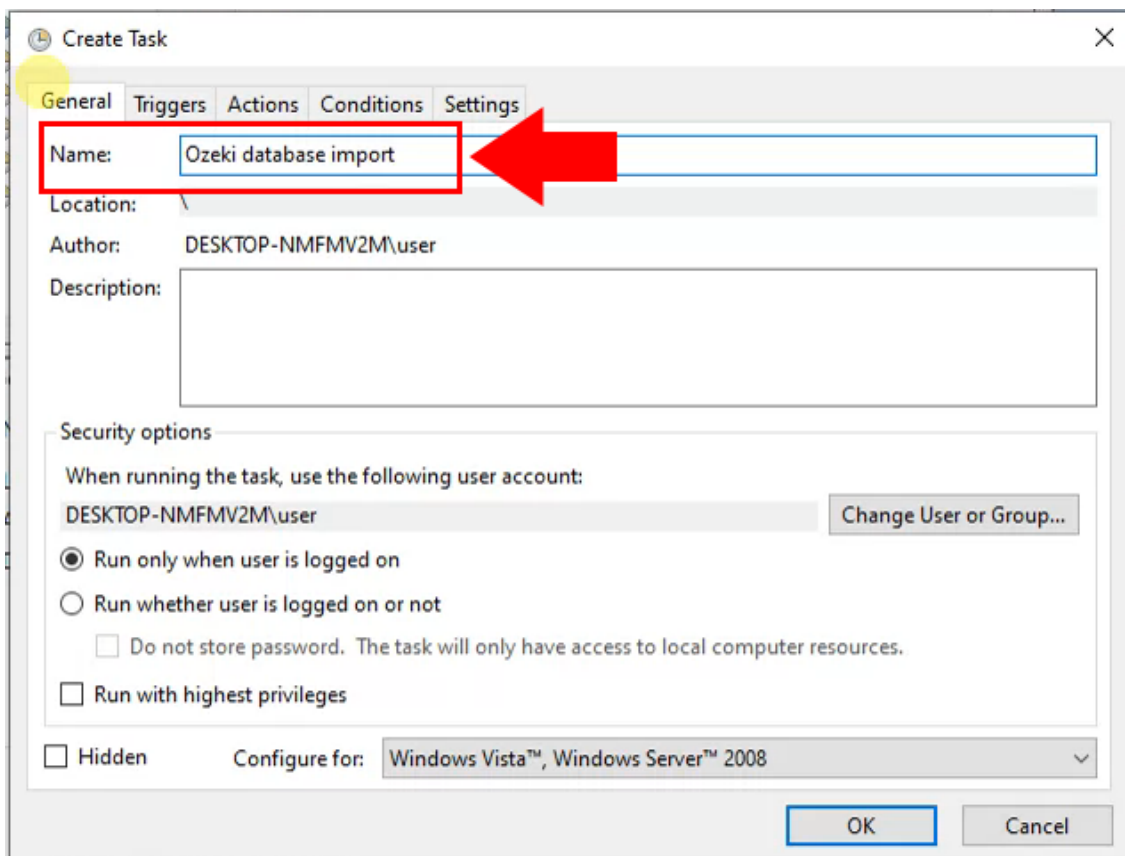 Create Task
General Triggers Actions Conditions Settings
Name: Ozeki database import
Location: \
Author: DESKTOP-NMFMV2M\user
Description:
Security options
When running the task, use the following user account:
DESKTOP-NMFMV2M\user Change User or Group...
Run only when user is logged on
Run whether user is logged on or not
Do not store password. The task will only have access to local computer resources.
Run with highest privileges
Hidden Configure for: Windows Vista™, Windows Server™ 2008
OK Cancel